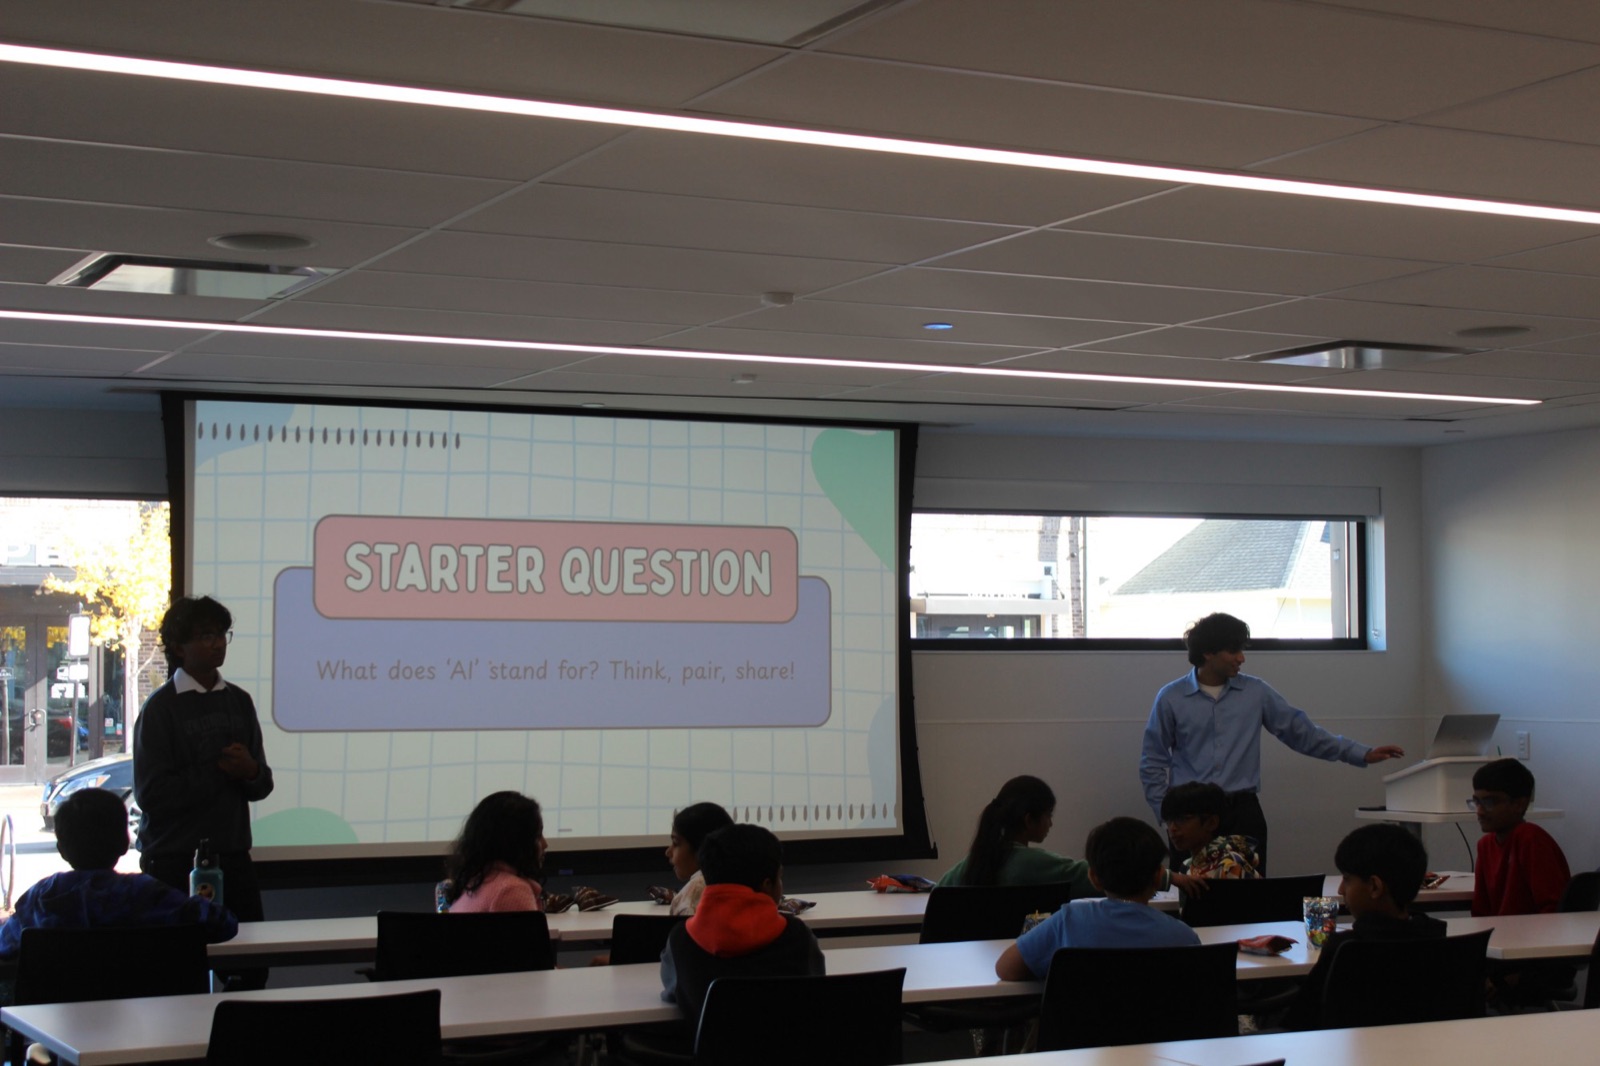 STARTER QUESTION
What does 'AI' stand for? Think, pair, share!